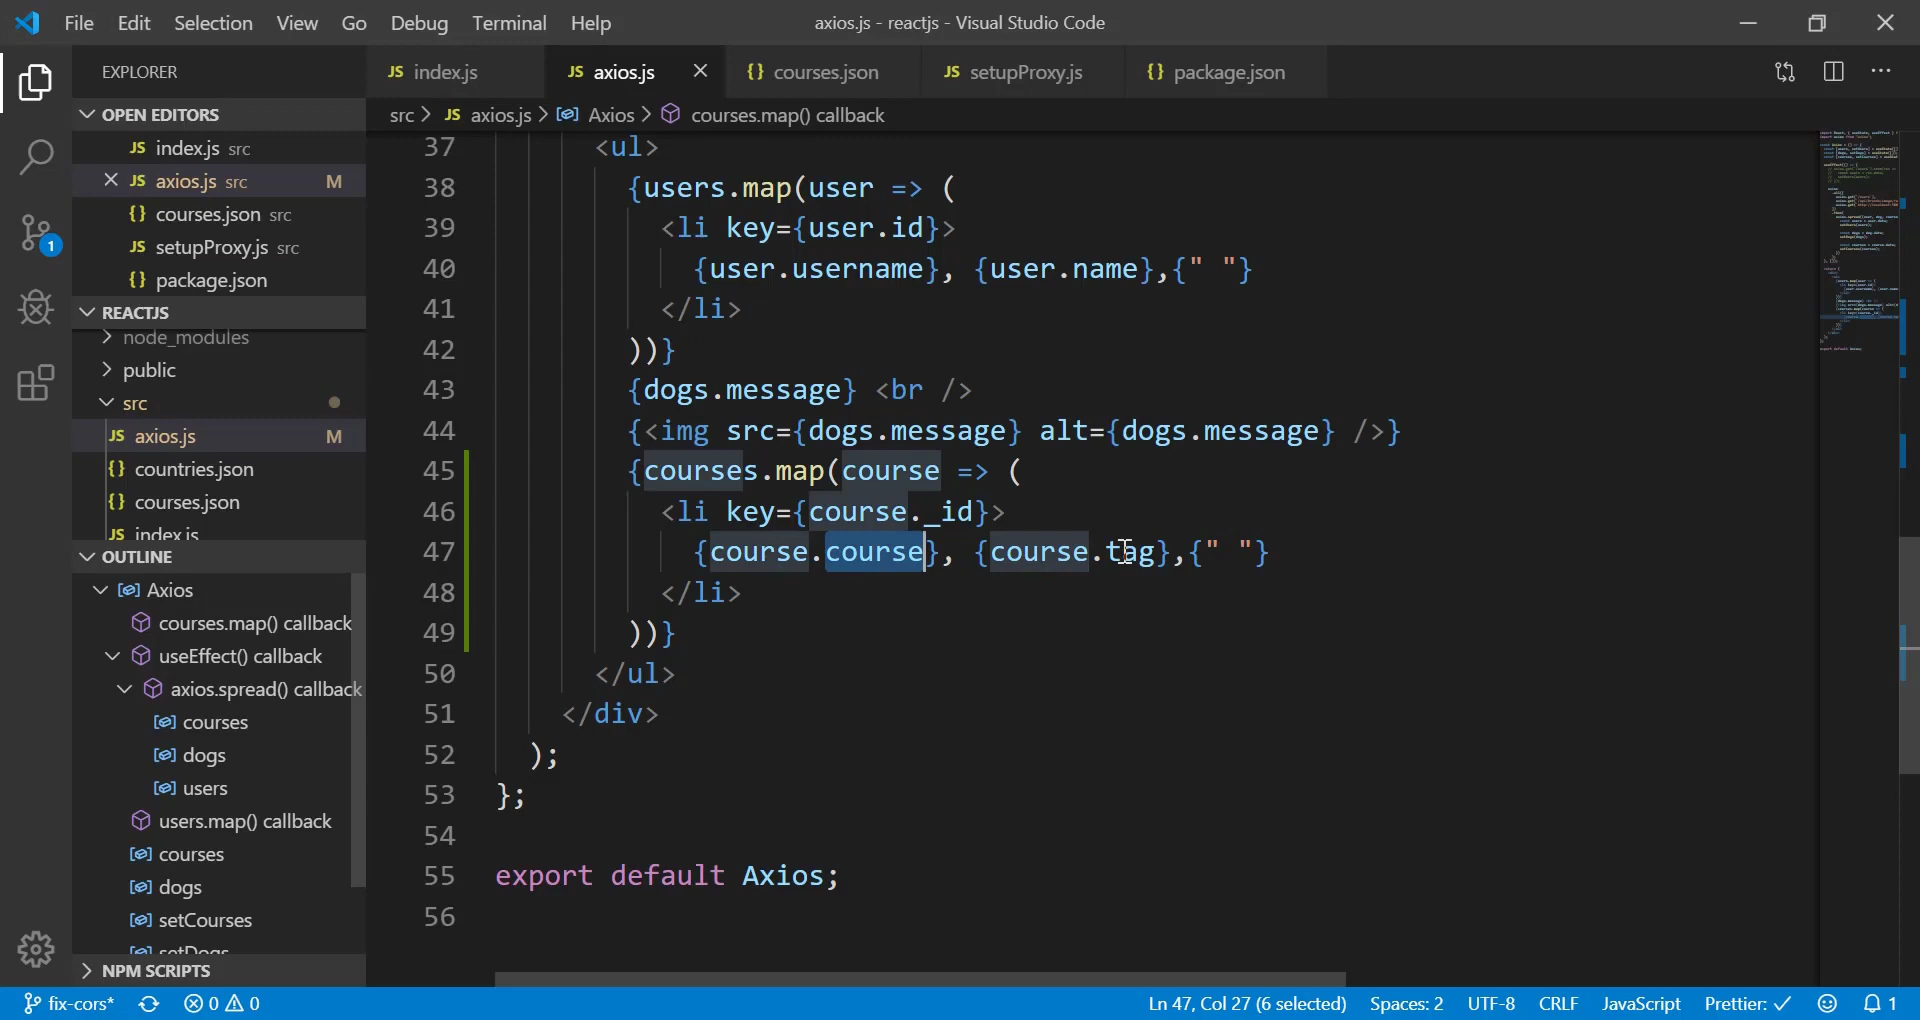 File Edit Selection View Go Debug Terminal Help axios.js - reactjs - Visual Studio Code
EXPLORER
OPEN EDITORS
JS index.js src
JS axios.js src M
{} courses.json src
JS setupProxy.js src
{} package.json
REACTJS
node_modules
public
src
JS axios.js M
{} countries.json
{} courses.json
JS index.js
OUTLINE
Axios
courses.map() callback
useEffect() callback
axios.spread() callback
courses
dogs
users
users.map() callback
courses
dogs
setCourses
setDogs
NPM SCRIPTS
1
JS index.js JS axios.js {} courses.json JS setupProxy.js {} package.json
src > JS axios.js > Axios > courses.map() callback
37 <ul>
38 {users.map(user => (
39 <li key={user.id}>
40 {user.username}, {user.name},{" "}
41 </li>
42 ))}
43 {dogs.message} <br />
44 {<img src={dogs.message} alt={dogs.message} />}
45 {courses.map(course => (
46 <li key={course._id}>
47 {course.course}, {course.tag},{" "}
48 </li>
49 ))}
50 </ul>
51 </div>
52 );
53 };
54
55 export default Axios;
56
fix-cors* 0 0 Ln 47, Col 27 (6 selected) Spaces: 2 UTF-8 CRLF JavaScript Prettier: ✓ 1